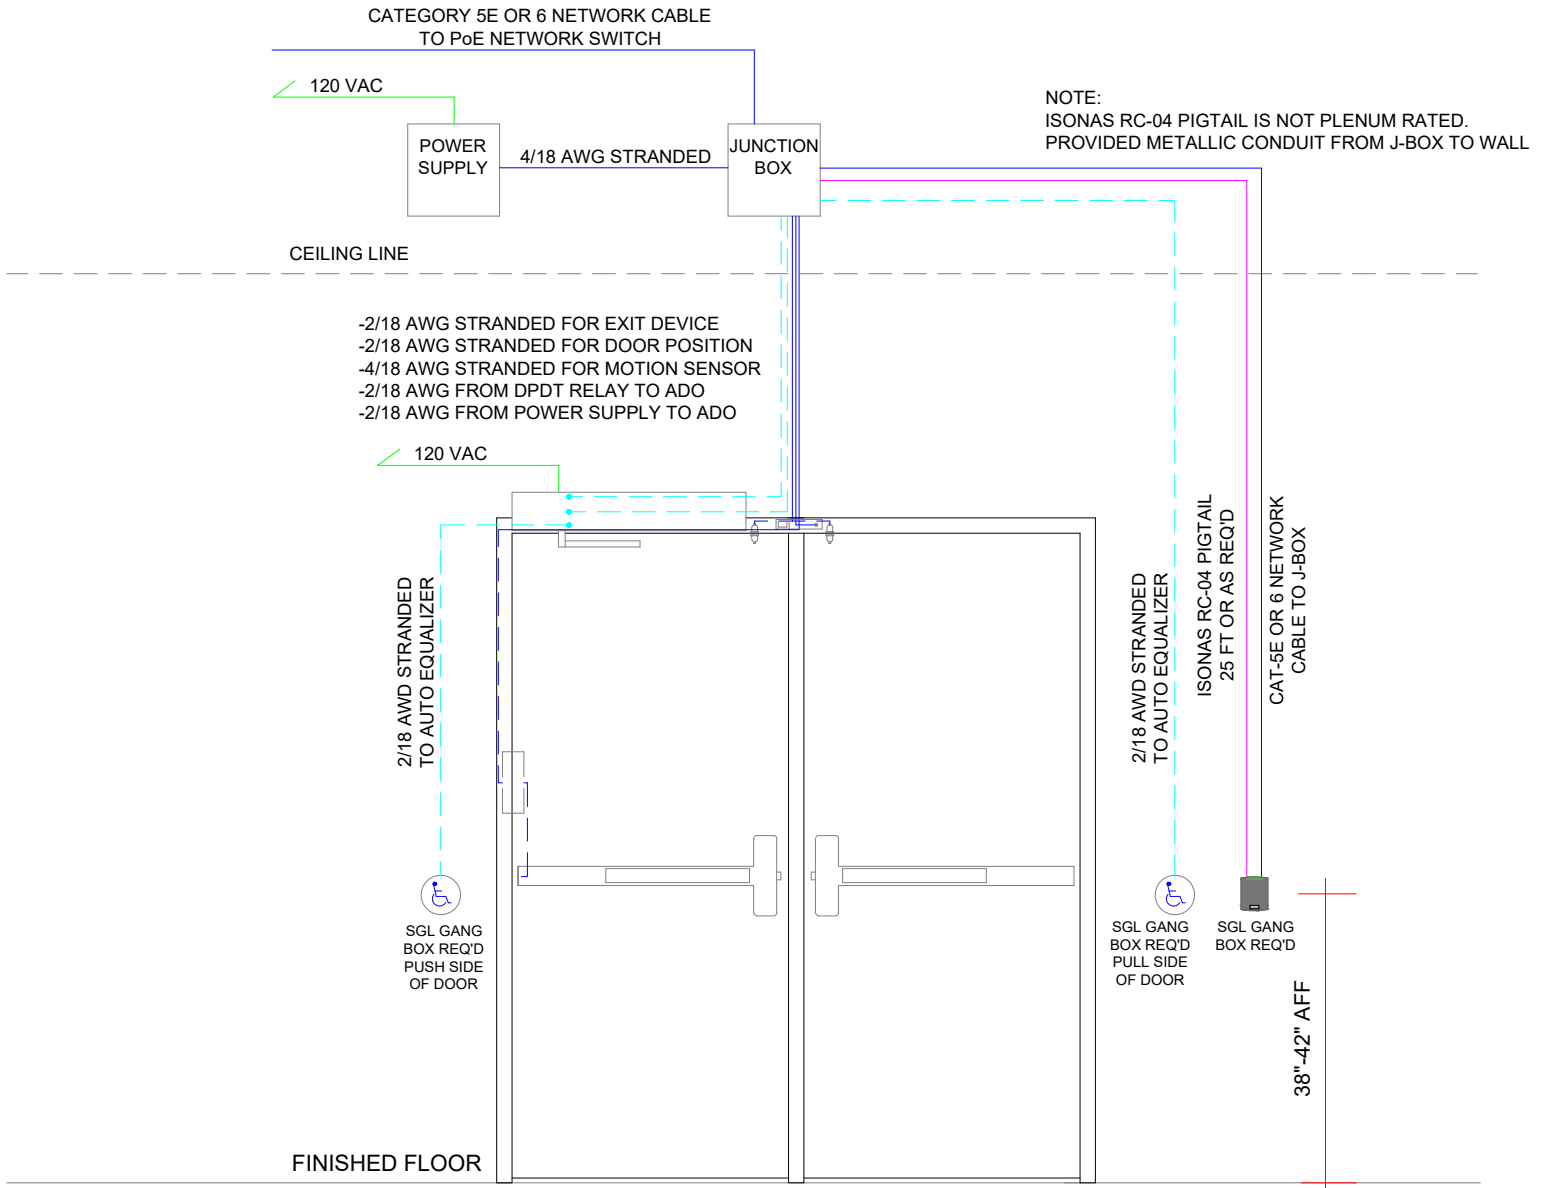 CATEGORY 5E OR 6 NETWORK CABLE
TO PoE NETWORK SWITCH
120 VAC
NOTE:
ISONAS RC-04 PIGTAIL IS NOT PLENUM RATED.
PROVIDED METALLIC CONDUIT FROM J-BOX TO WALL
POWER
SUPPLY
4/18 AWG STRANDED
JUNCTION
BOX
CEILING LINE
-2/18 AWG STRANDED FOR EXIT DEVICE
-2/18 AWG STRANDED FOR DOOR POSITION
-4/18 AWG STRANDED FOR MOTION SENSOR
-2/18 AWG FROM DPDT RELAY TO ADO
-2/18 AWG FROM POWER SUPPLY TO ADO
120 VAC
2/18 AWD STRANDED
TO AUTO EQUALIZER
2/18 AWD STRANDED
TO AUTO EQUALIZER
ISONAS RC-04 PIGTAIL
25 FT OR AS REQ'D
CAT-5E OR 6 NETWORK
CABLE TO J-BOX
SGL GANG
BOX REQ'D
PUSH SIDE
OF DOOR
SGL GANG
BOX REQ'D
PULL SIDE
OF DOOR
SGL GANG
BOX REQ'D
38"-42" AFF
FINISHED FLOOR